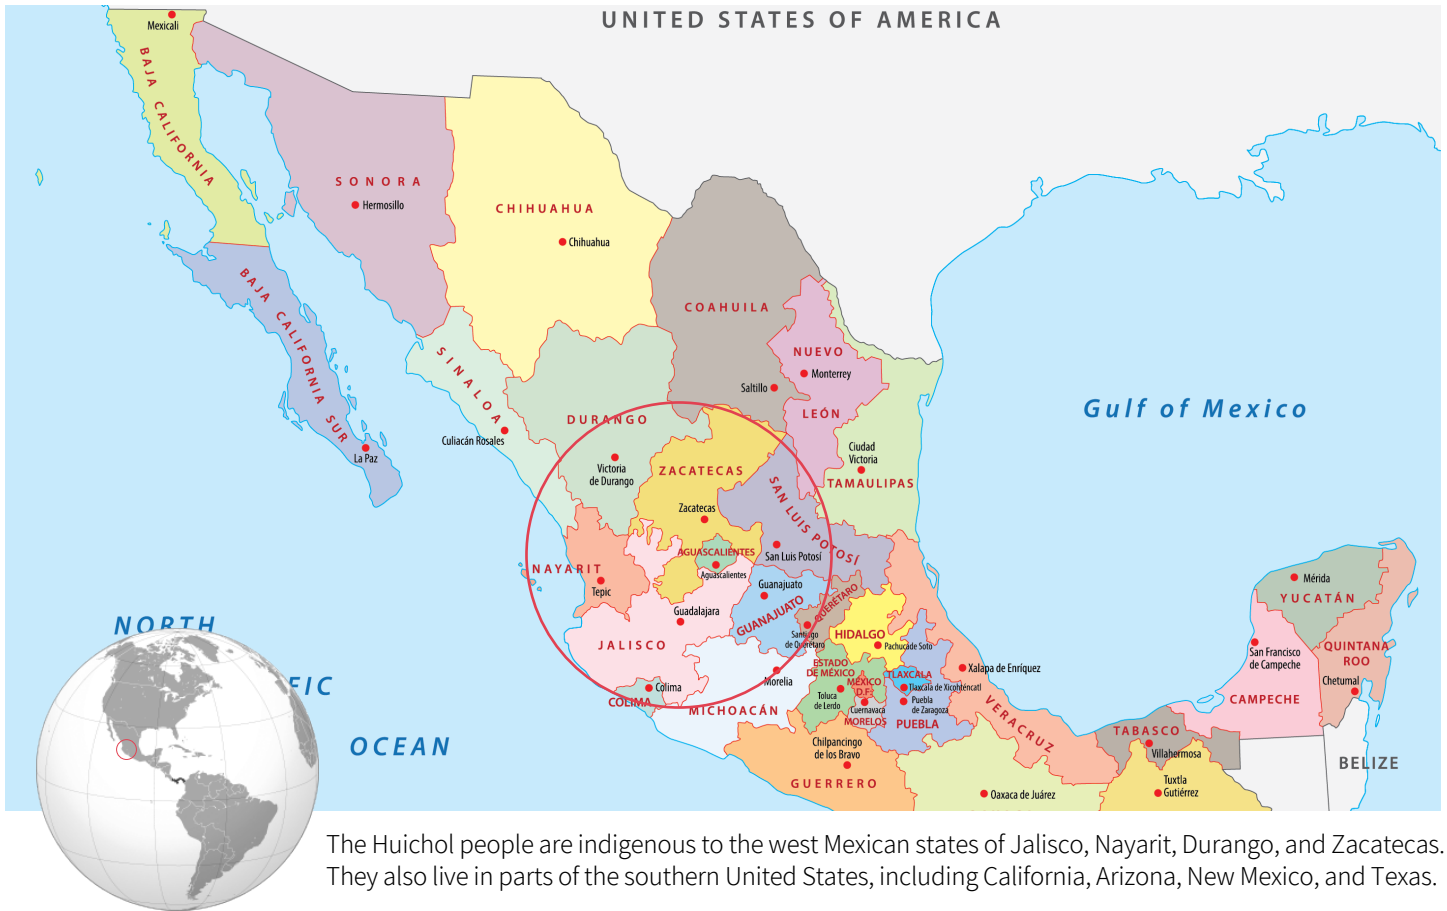 UNITED STATES OF AMERICA
Mexicali
BAJA CALIFORNIA
SONORA
Hermosillo
CHIHUAHUA
Chihuahua
BAJA CALIFORNIA SUR
La Paz
COAHUILA
Saltillo
NUEVO
LEÓN
Monterrey
SINALOA
Culiacán Rosales
DURANGO
Victoria
de Durango
ZACATECAS
Zacatecas
Ciudad
Victoria
TAMAULIPAS
Gulf of Mexico
SAN LUIS POTOSÍ
San Luis Potosí
AGUASCALIENTES
Aguascalientes
NAYARIT
Tepic
Guadalajara
JALISCO
Guanajuato
GUANAJUATO
QUERÉTARO
Santiago
de Querétaro
HIDALGO
Pachuca de Soto
COLIMA
Colima
Morelia
MICHOACÁN
ESTADO
DE MÉXICO
Toluca
de Lerdo
MÉXICO
D.F.
Cuernavaca
MORELOS
TLAXCALA
Tlaxcala de Xicohténcatl
Puebla
de Zaragoza
PUEBLA
Xalapa de Enríquez
VERACRUZ
Chilpancingo
de los Bravo
GUERRERO
Oaxaca de Juárez
TABASCO
Villahermosa
Tuxtla
Gutiérrez
Mérida
YUCATÁN
San Francisco
de Campeche
CAMPECHE
QUINTANA
ROO
Chetumal
BELIZE
NORTH
FIC
OCEAN
The Huichol people are indigenous to the west Mexican states of Jalisco, Nayarit, Durango, and Zacatecas.
They also live in parts of the southern United States, including California, Arizona, New Mexico, and Texas.